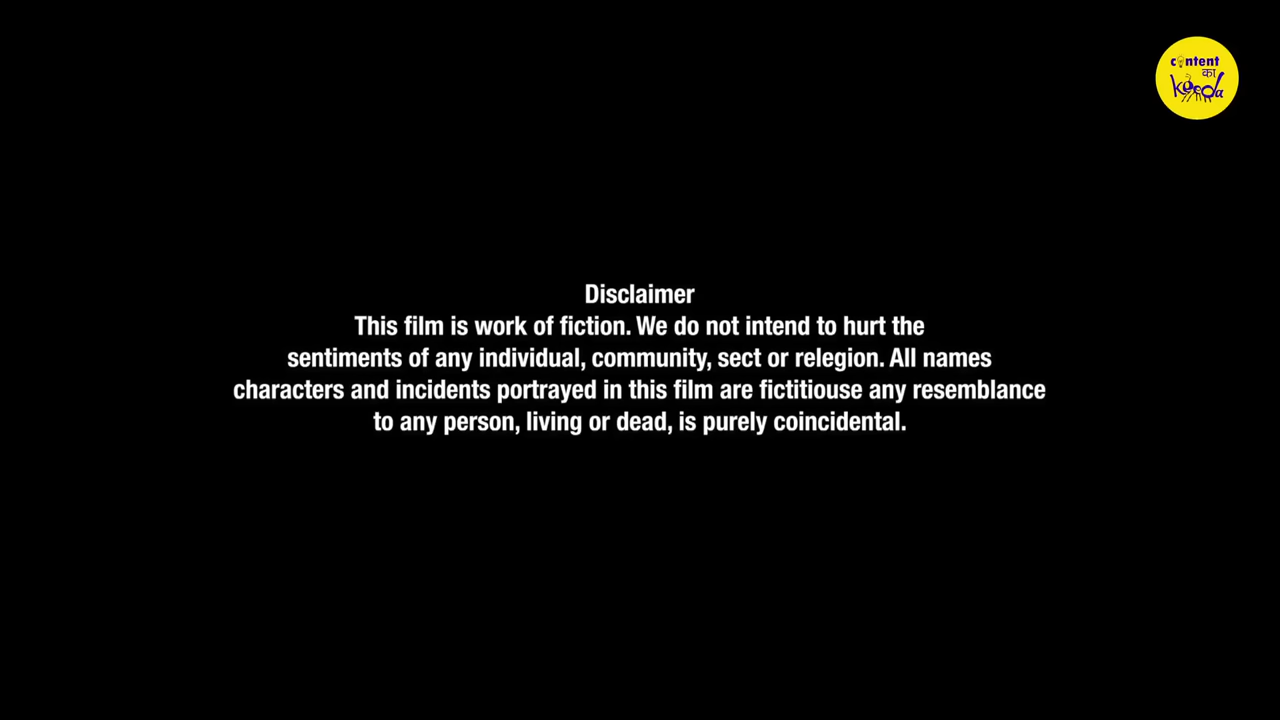 content
का
keeda
Disclaimer
This film is work of fiction. We do not intend to hurt the
sentiments of any individual, community, sect or relegion. All names
characters and incidents portrayed in this film are fictitiouse any resemblance
to any person, living or dead, is purely coincidental.